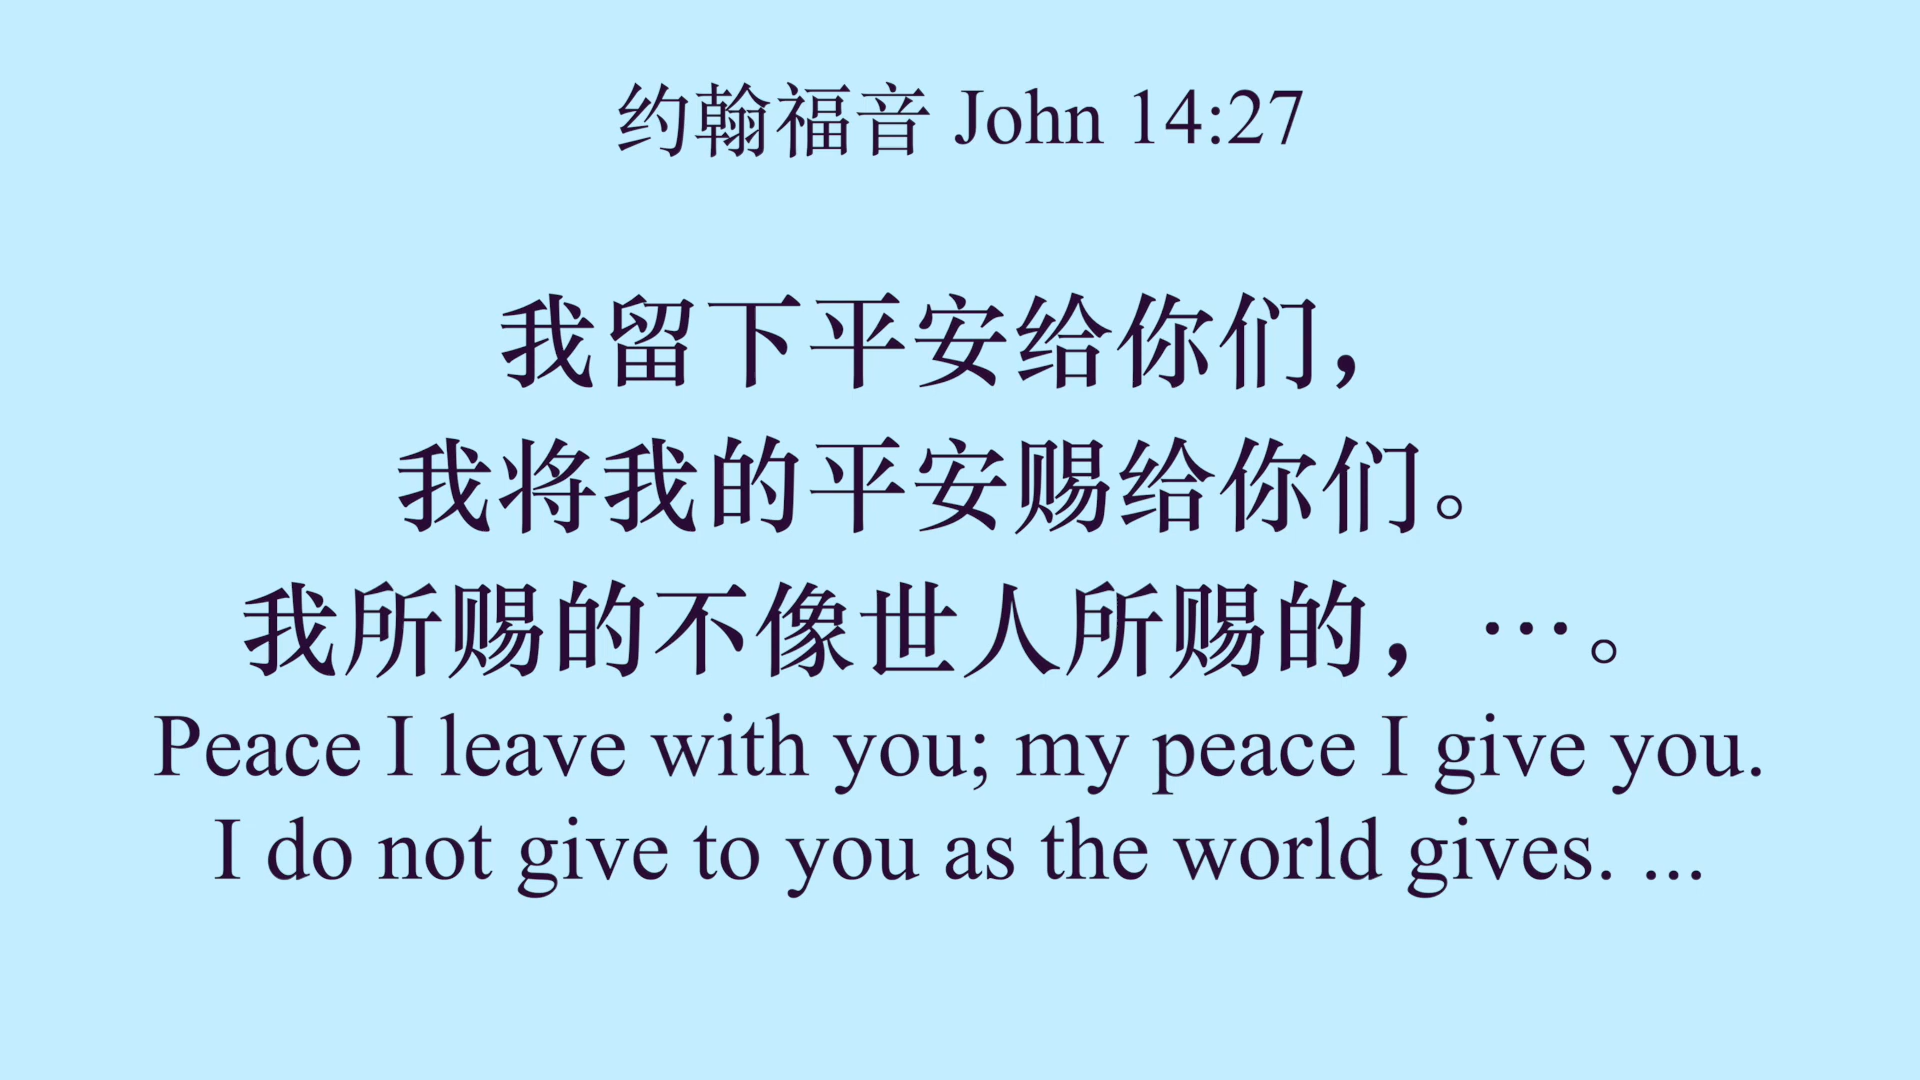 约翰福音 John 14:27
我留下平安给你们，
我将我的平安赐给你们。
我所赐的不像世人所赐的，…。
Peace I leave with you; my peace I give you.
I do not give to you as the world gives. ...